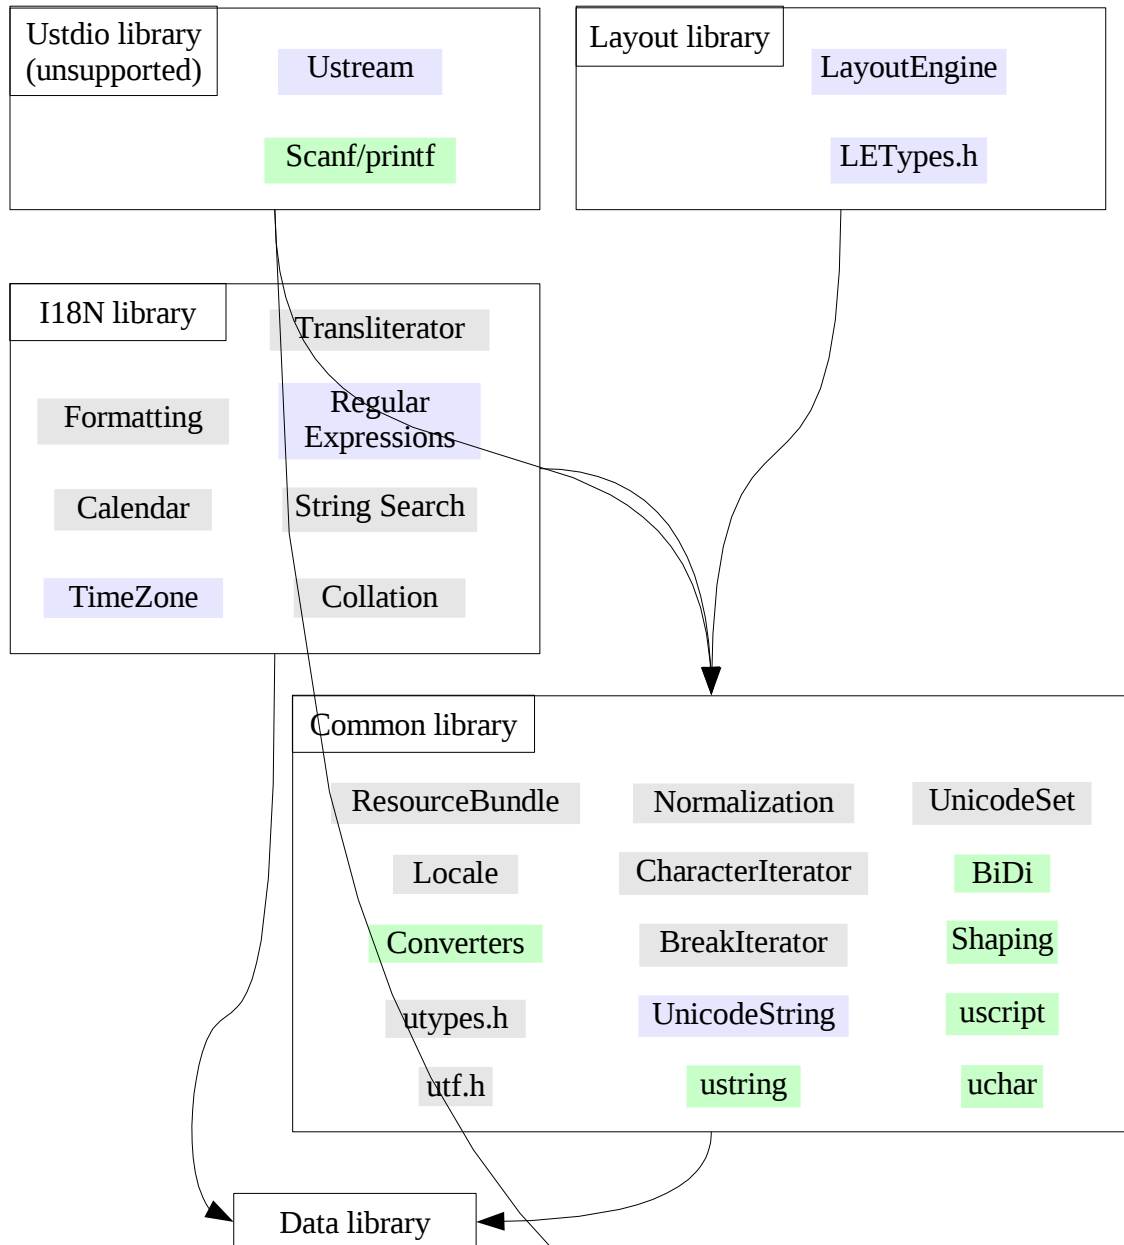 Ustdio library
(unsupported)
Ustream
Scanf/printf
Layout library
LayoutEngine
LETypes.h
I18N library
Transliterator
Formatting
Regular
Expressions
Calendar
String Search
TimeZone
Collation
Common library
ResourceBundle
Normalization
UnicodeSet
Locale
CharacterIterator
BiDi
Converters
BreakIterator
Shaping
utypes.h
UnicodeString
uscript
utf.h
ustring
uchar
Data library